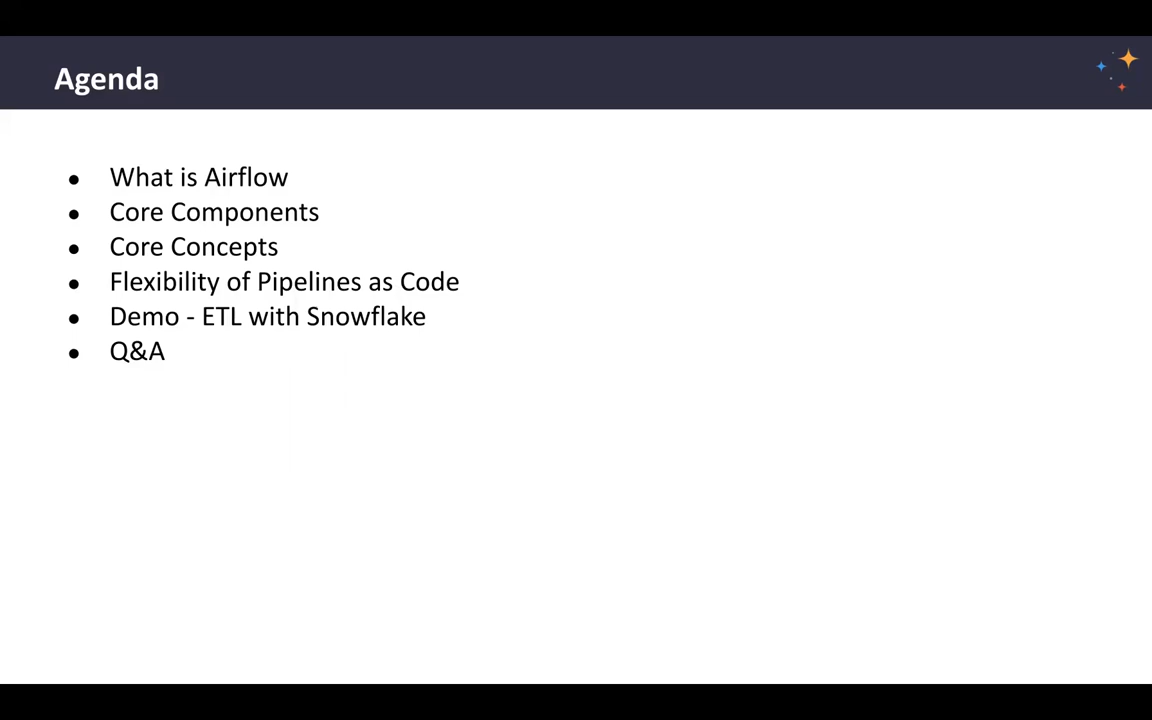 Agenda
● What is Airflow
● Core Components
● Core Concepts
● Flexibility of Pipelines as Code
● Demo - ETL with Snowflake
● Q&A